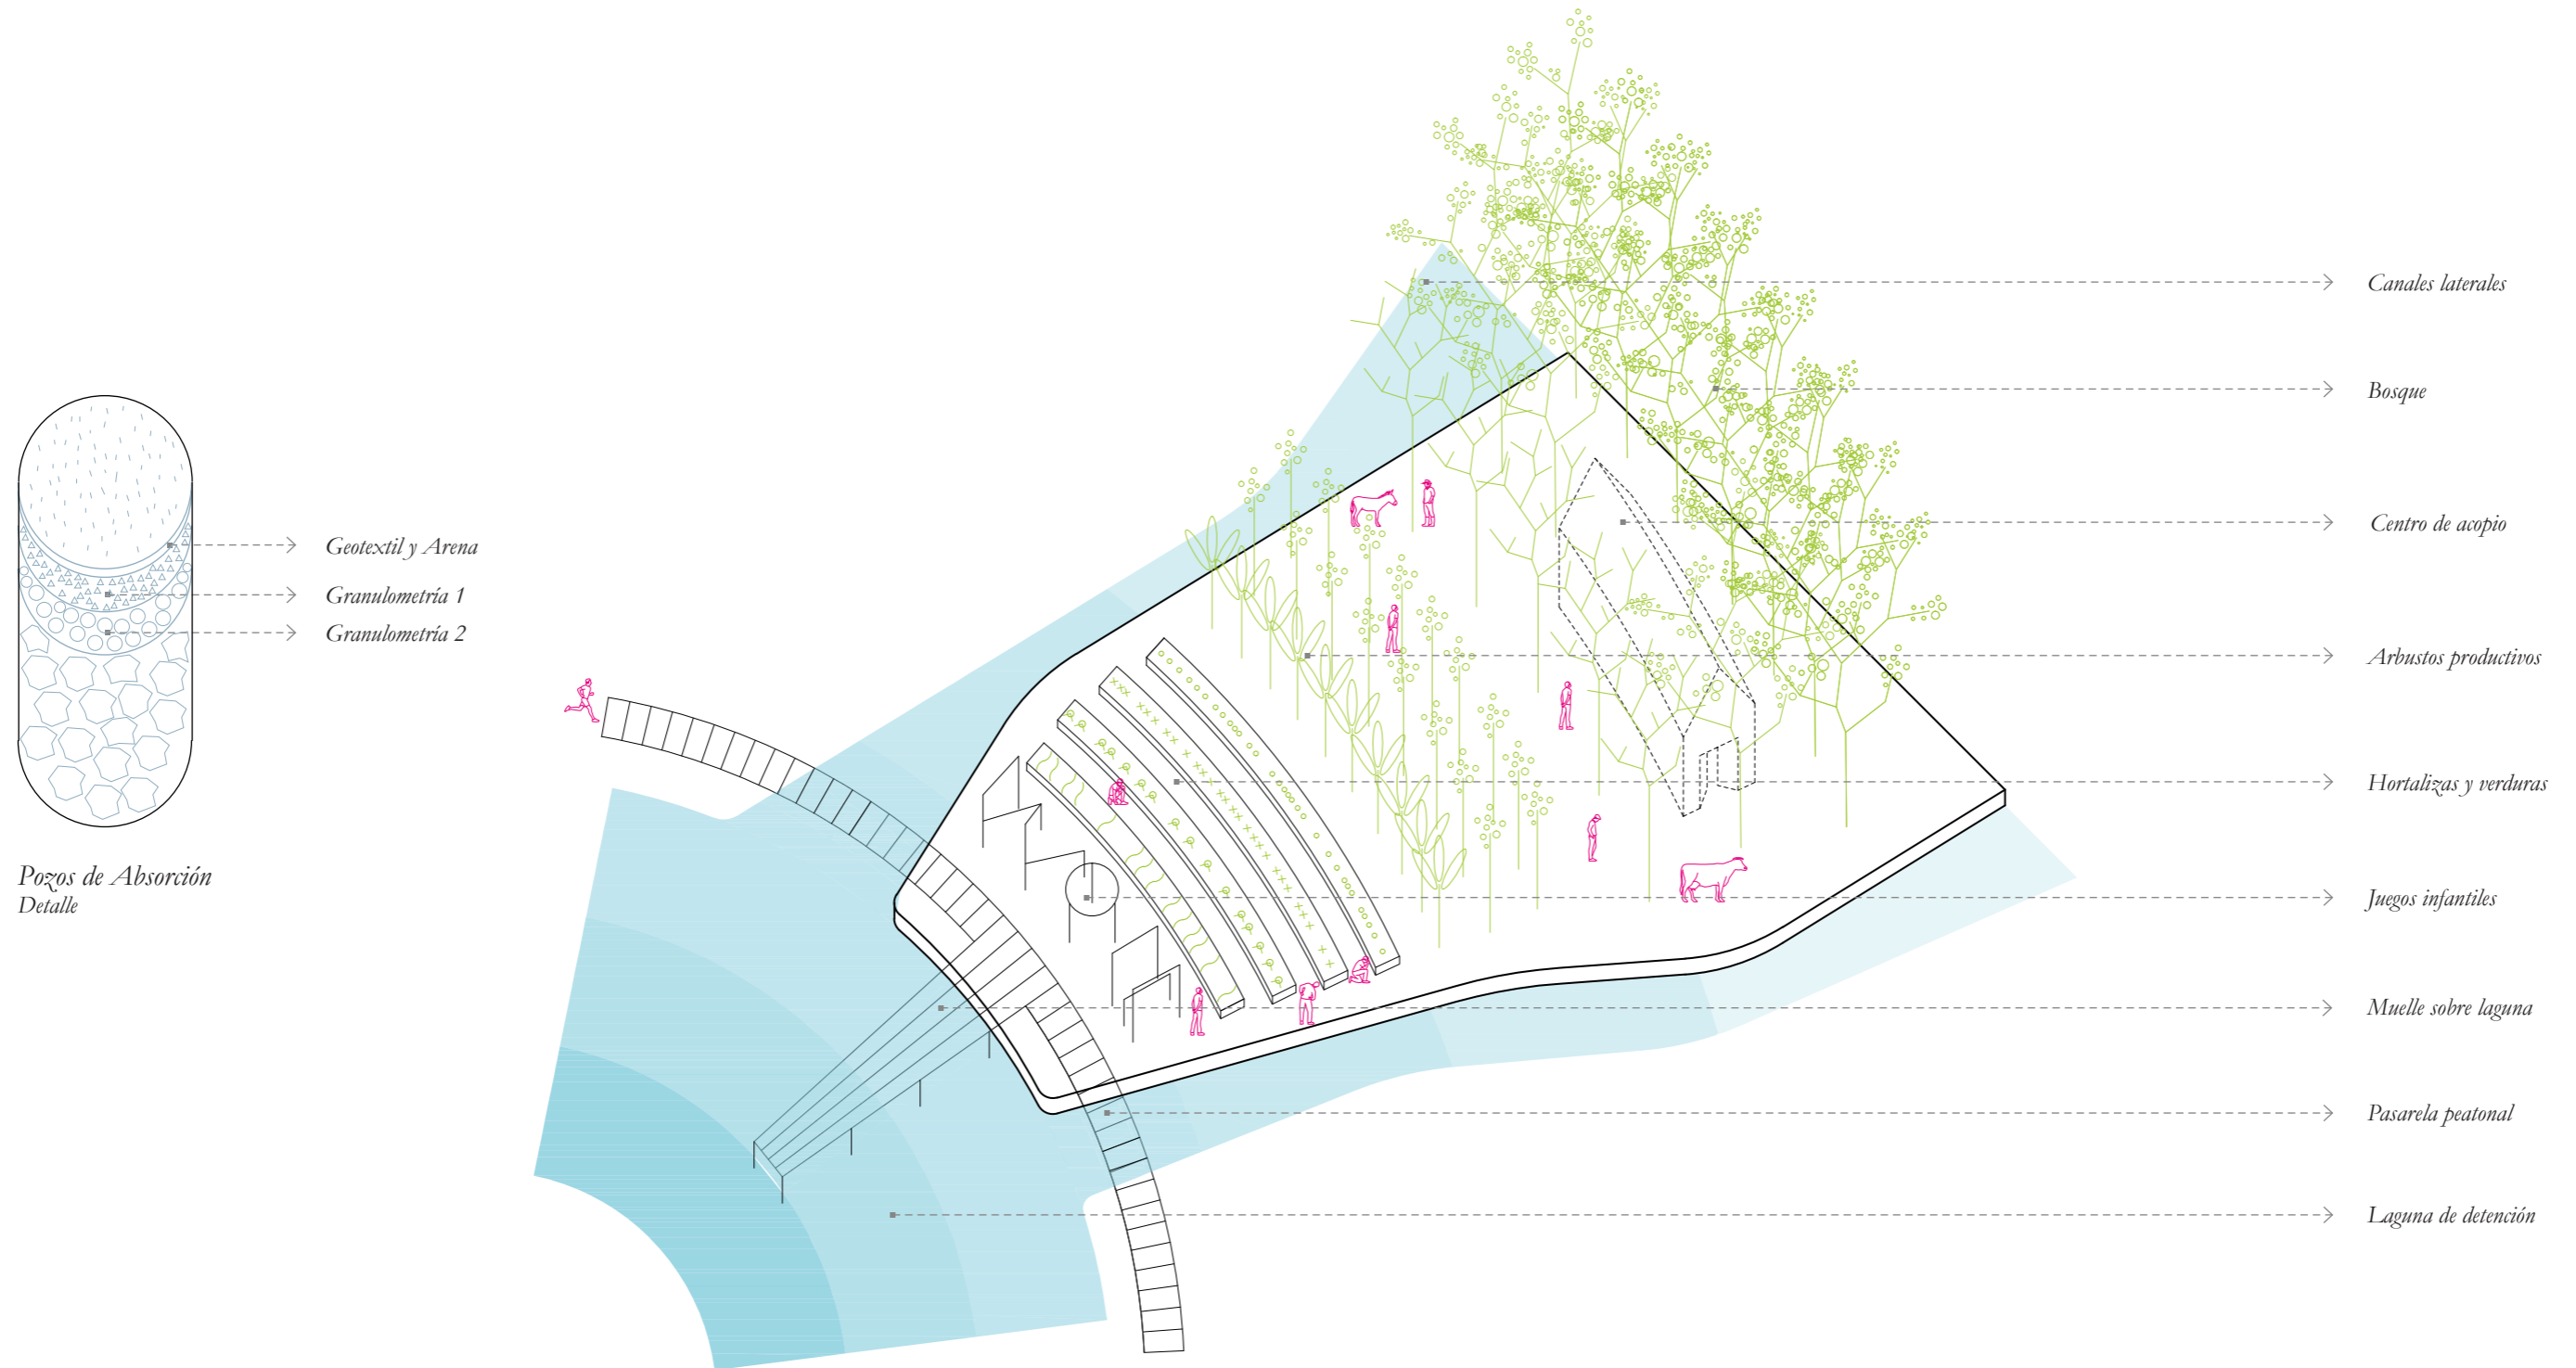 Geotextil y Arena
Granulometría 1
Granulometría 2
Pozos de Absorción
Detalle
Canales laterales
Bosque
Centro de acopio
Arbustos productivos
Hortalizas y verduras
Juegos infantiles
Muelle sobre laguna
Pasarela peatonal
Laguna de detención